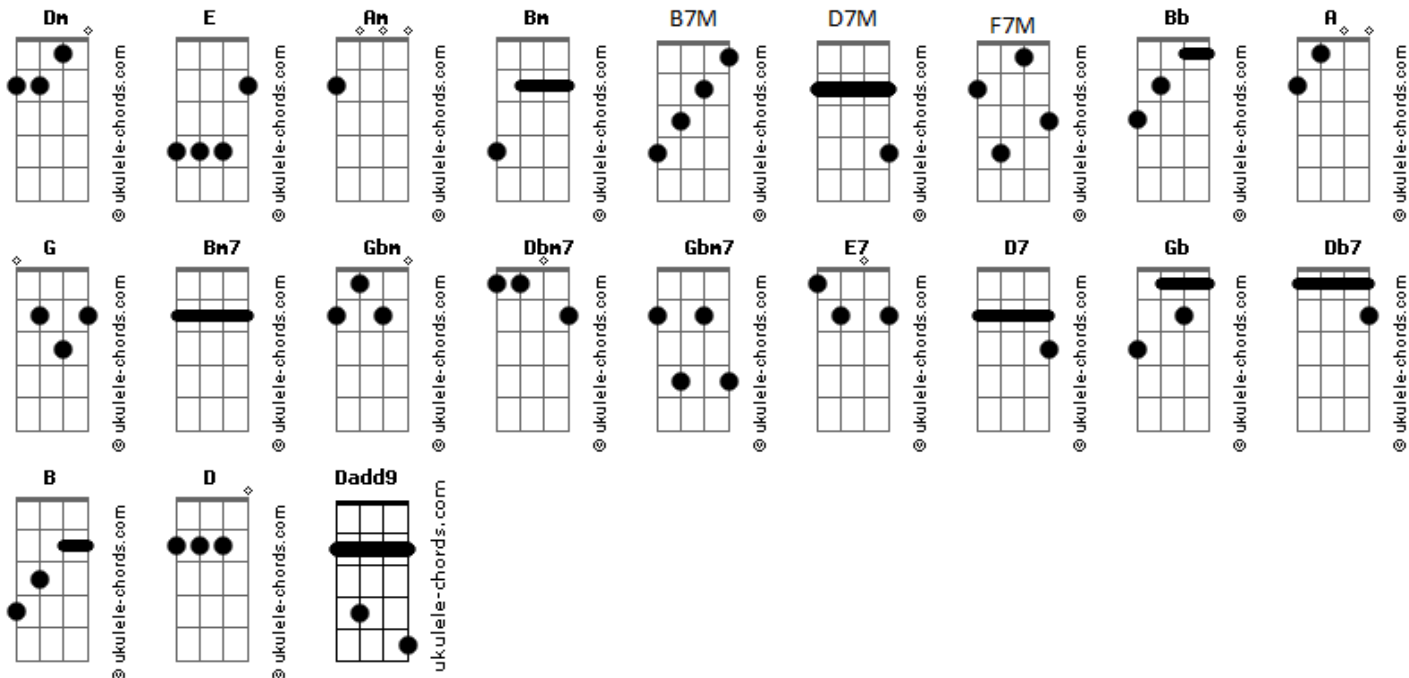 Dm E Am Bm B7M D7M F7M Bb A
© ukulele-chords.com © ukulele-chords.com © ukulele-chords.com © ukulele-chords.com © ukulele-chords.com © ukulele-chords.com © ukulele-chords.com © ukulele-chords.com © ukulele-chords.com
G Bm7 Gbm Dbm7 Gbm7 E7 D7 Gb Db7
© ukulele-chords.com © ukulele-chords.com © ukulele-chords.com © ukulele-chords.com © ukulele-chords.com © ukulele-chords.com © ukulele-chords.com © ukulele-chords.com © ukulele-chords.com
B D Dadd9
© ukulele-chords.com © ukulele-chords.com ukulele-chords.com